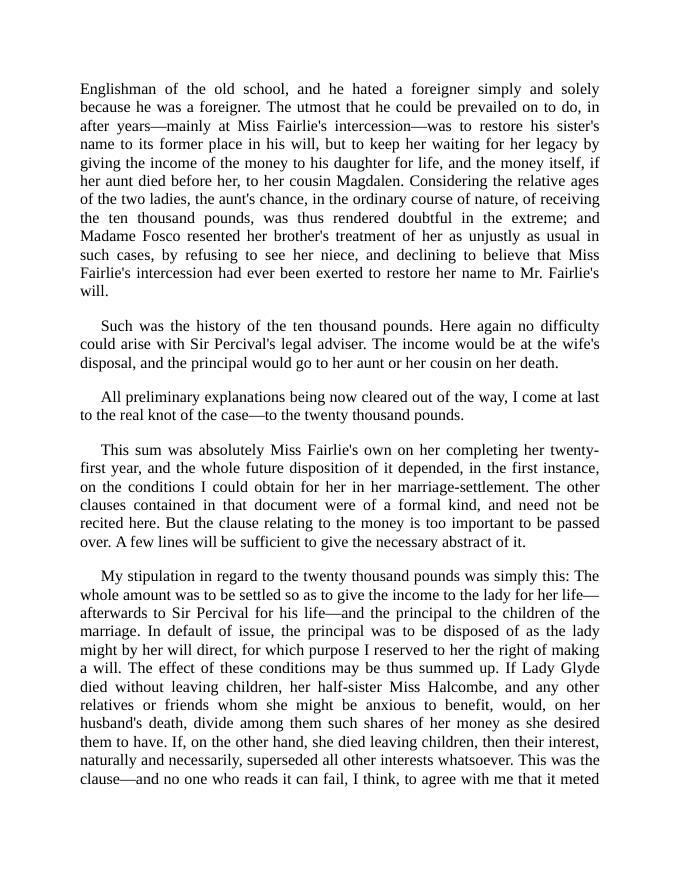 Englishman of the old school, and he hated a foreigner simply and solely
because he was a foreigner. The utmost that he could be prevailed on to do, in
after years—mainly at Miss Fairlie's intercession—was to restore his sister's
name to its former place in his will, but to keep her waiting for her legacy by
giving the income of the money to his daughter for life, and the money itself, if
her aunt died before her, to her cousin Magdalen. Considering the relative ages
of the two ladies, the aunt's chance, in the ordinary course of nature, of receiving
the ten thousand pounds, was thus rendered doubtful in the extreme; and
Madame Fosco resented her brother's treatment of her as unjustly as usual in
such cases, by refusing to see her niece, and declining to believe that Miss
Fairlie's intercession had ever been exerted to restore her name to Mr. Fairlie's
will.
Such was the history of the ten thousand pounds. Here again no difficulty
could arise with Sir Percival's legal adviser. The income would be at the wife's
disposal, and the principal would go to her aunt or her cousin on her death.
All preliminary explanations being now cleared out of the way, I come at last
to the real knot of the case—to the twenty thousand pounds.
This sum was absolutely Miss Fairlie's own on her completing her twenty-
first year, and the whole future disposition of it depended, in the first instance,
on the conditions I could obtain for her in her marriage-settlement. The other
clauses contained in that document were of a formal kind, and need not be
recited here. But the clause relating to the money is too important to be passed
over. A few lines will be sufficient to give the necessary abstract of it.
My stipulation in regard to the twenty thousand pounds was simply this: The
whole amount was to be settled so as to give the income to the lady for her life—
afterwards to Sir Percival for his life—and the principal to the children of the
marriage. In default of issue, the principal was to be disposed of as the lady
might by her will direct, for which purpose I reserved to her the right of making
a will. The effect of these conditions may be thus summed up. If Lady Glyde
died without leaving children, her half-sister Miss Halcombe, and any other
relatives or friends whom she might be anxious to benefit, would, on her
husband's death, divide among them such shares of her money as she desired
them to have. If, on the other hand, she died leaving children, then their interest,
naturally and necessarily, superseded all other interests whatsoever. This was the
clause—and no one who reads it can fail, I think, to agree with me that it meted